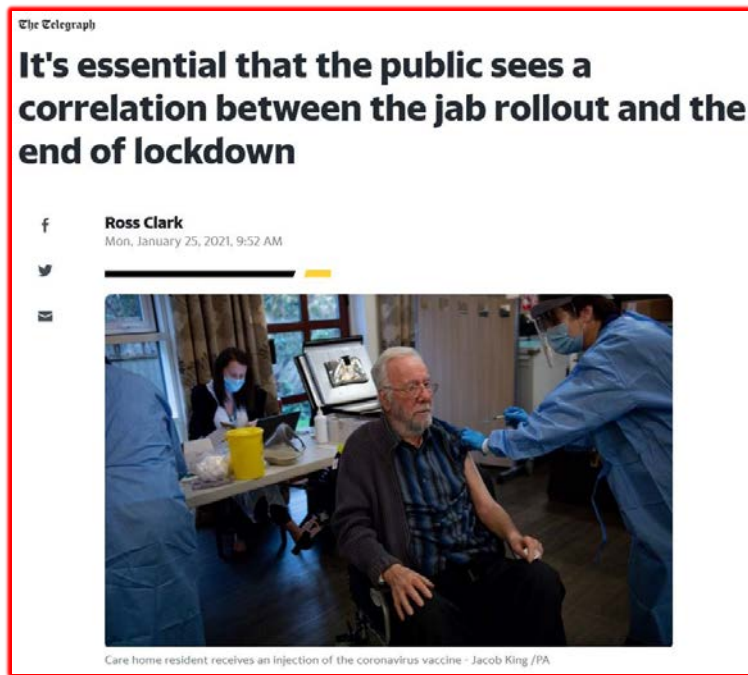 The Telegraph
It's essential that the public sees a
correlation between the jab rollout and the
end of lockdown
Ross Clark
Mon, January 25, 2021, 9:52 AM
Care home resident receives an injection of the coronavirus vaccine - Jacob King /PA